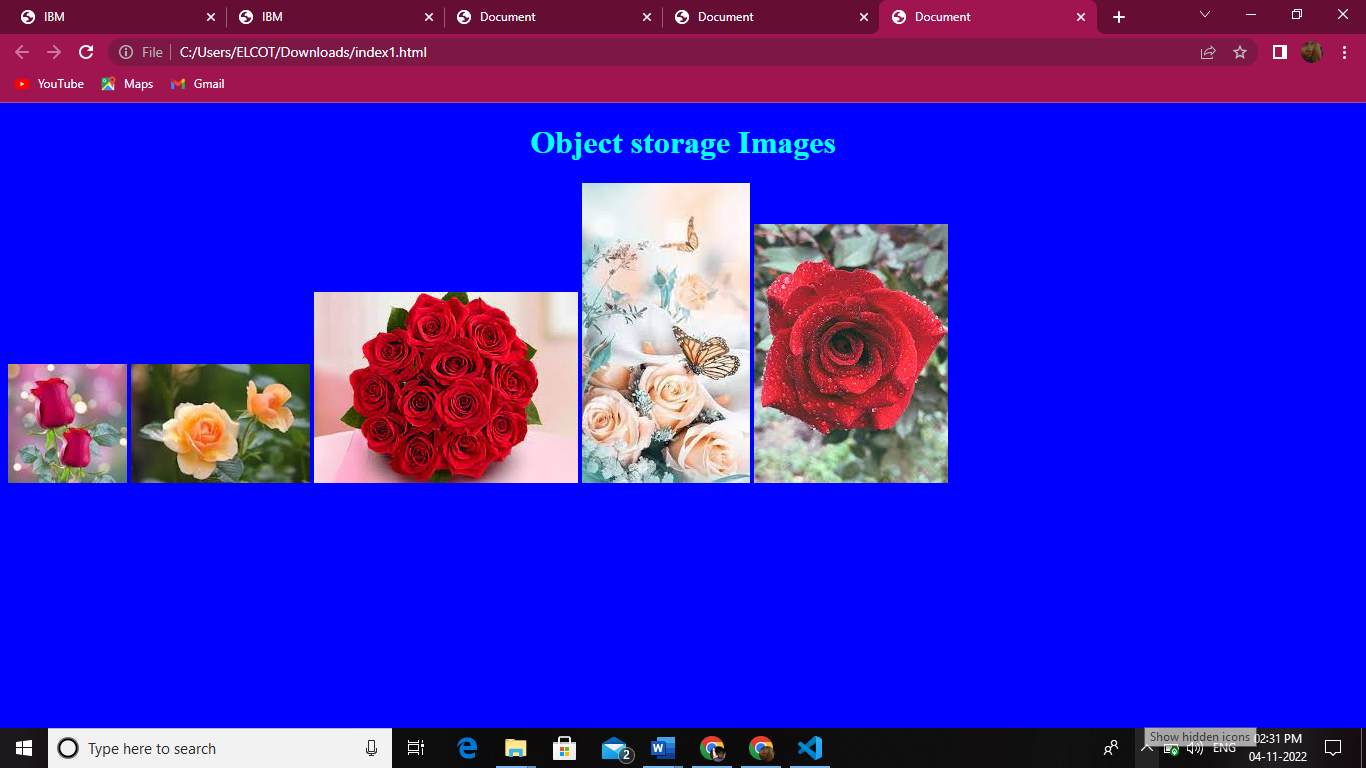 IBM
IBM
Document
Document
Document
File
C:/Users/ELCOT/Downloads/index1.html
YouTube
Maps
Gmail
Object storage Images
Type here to search
2
Show hidden icons
ENG
02:31 PM
04-11-2022